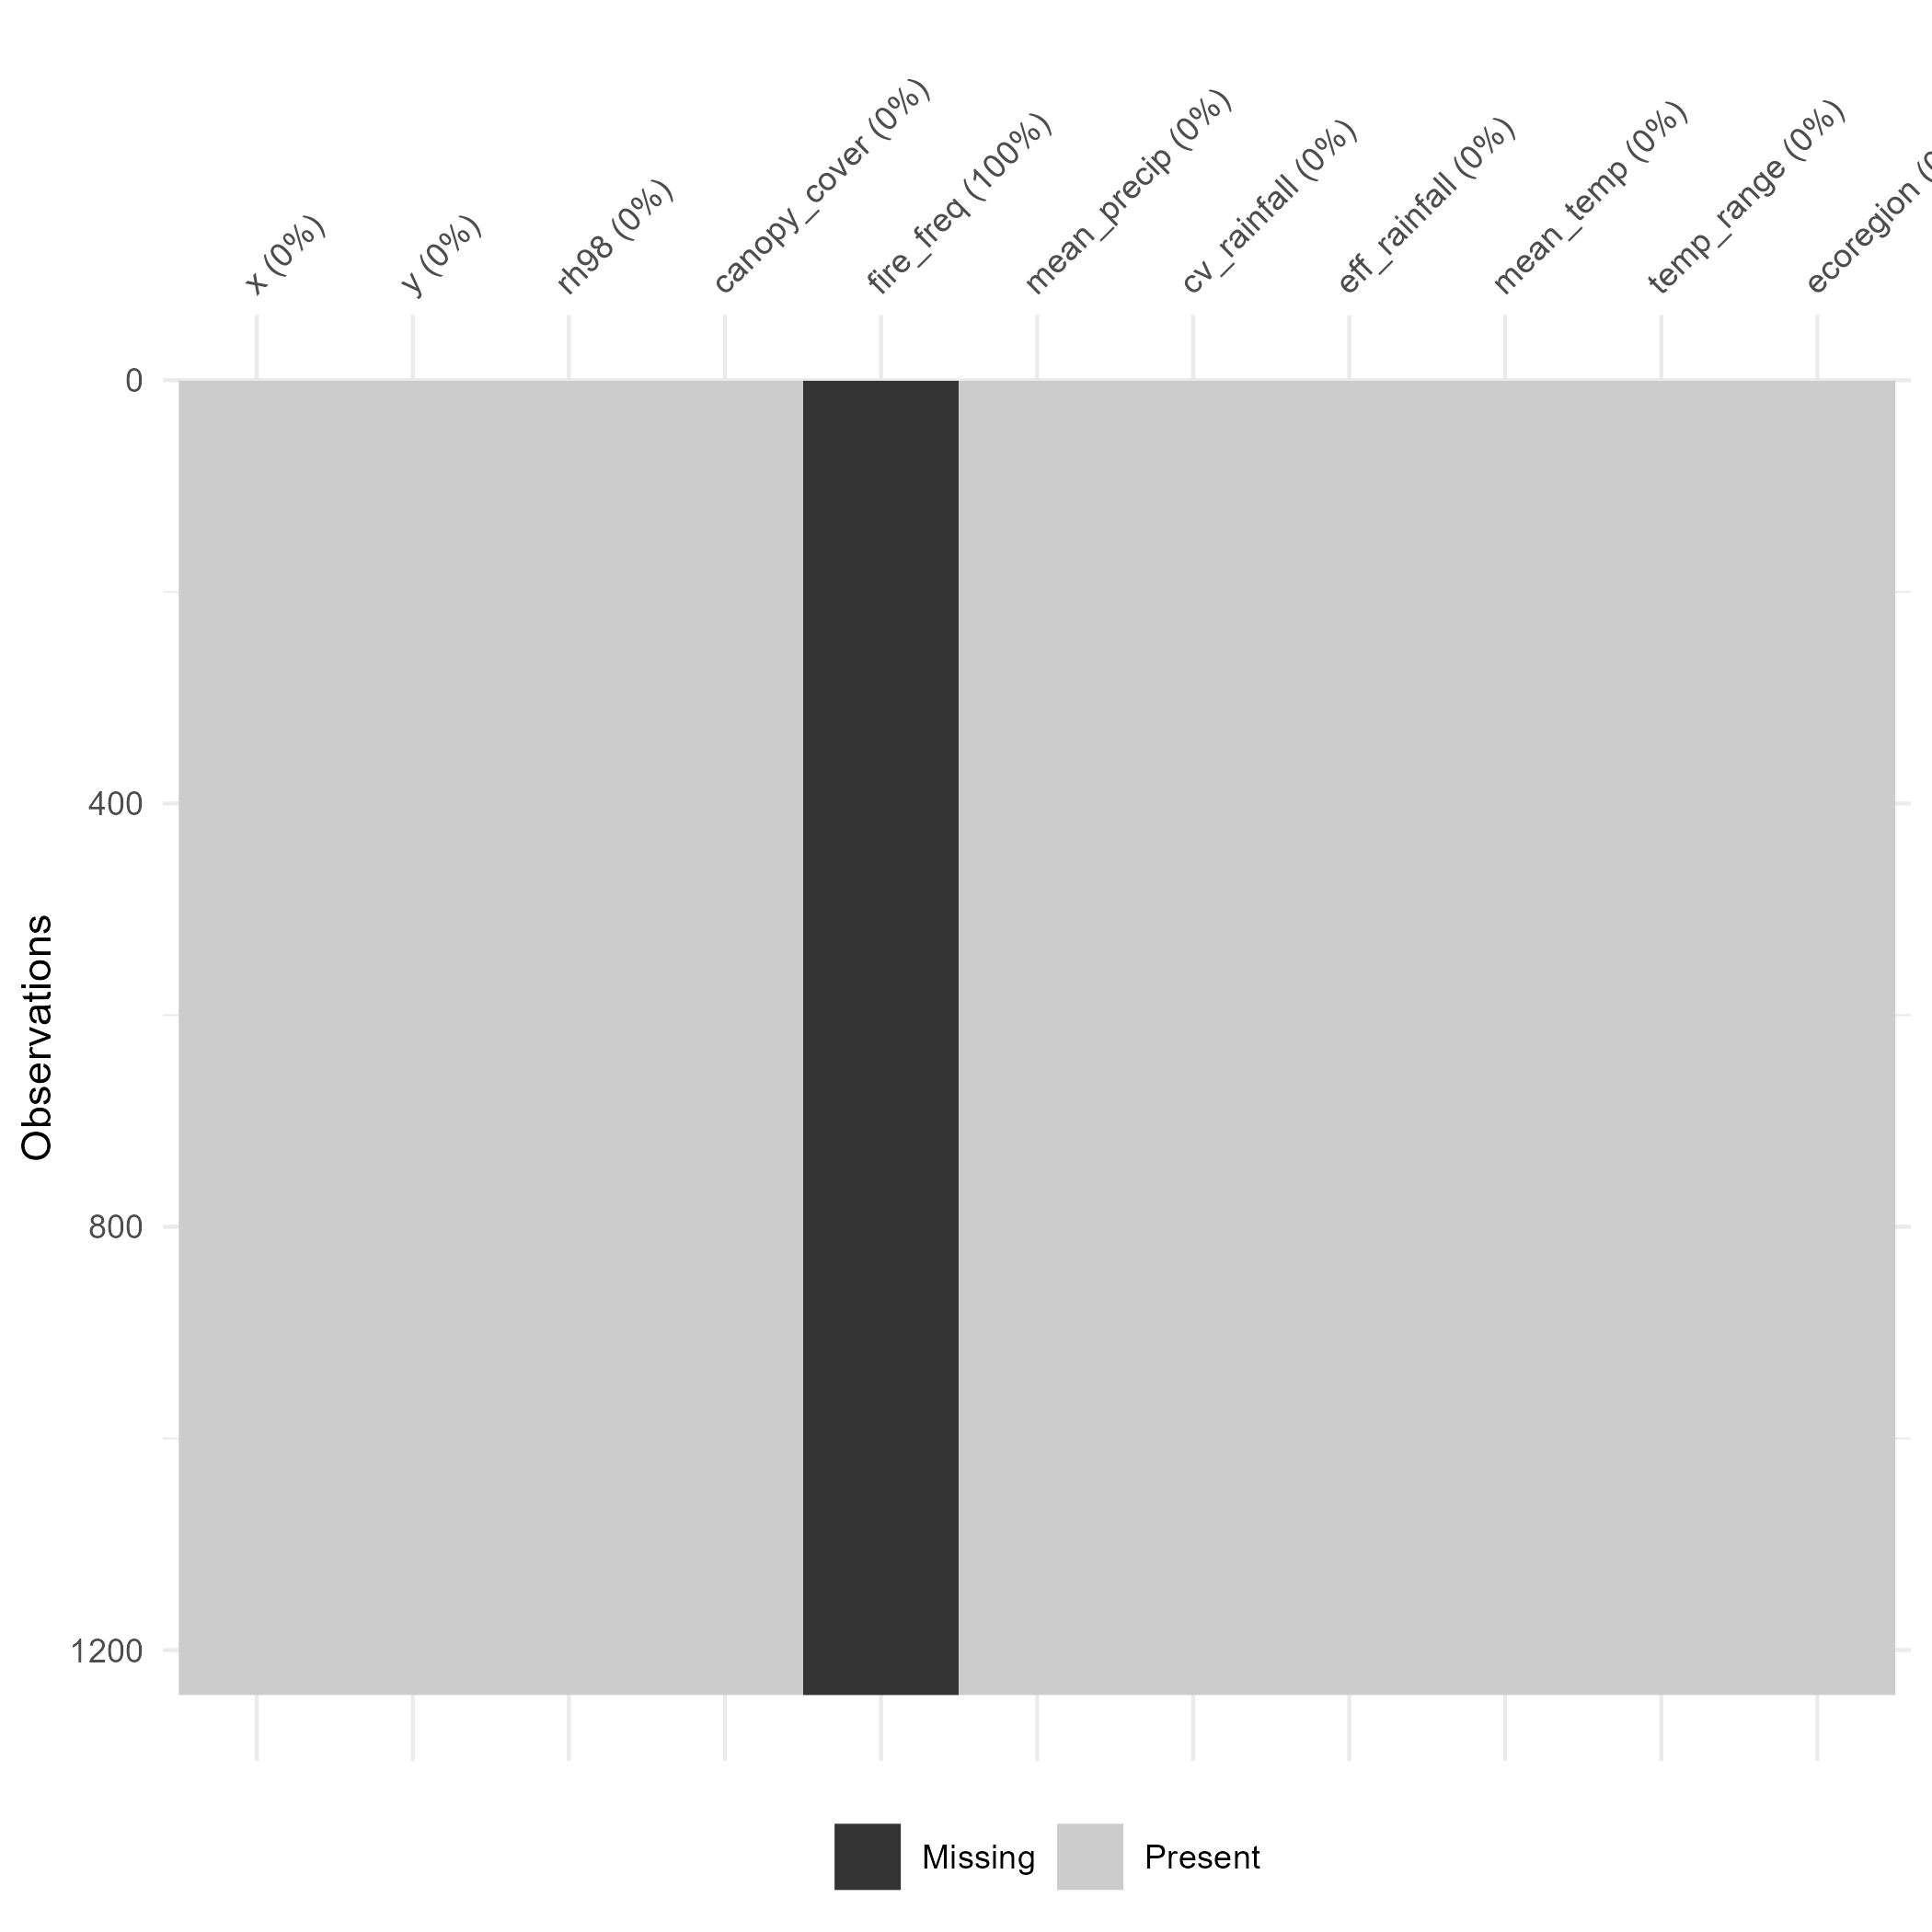 x (0%)
y (0%)
rh98 (0%)
canopy_cover (0%)
fire_freq (100%)
mean_precip (0%)
cv_rainfall (0%)
eff_rainfall (0%)
mean_temp (0%)
temp_range (0%)
ecoregion (0
0
400
800
1200
Observations
Missing
Present